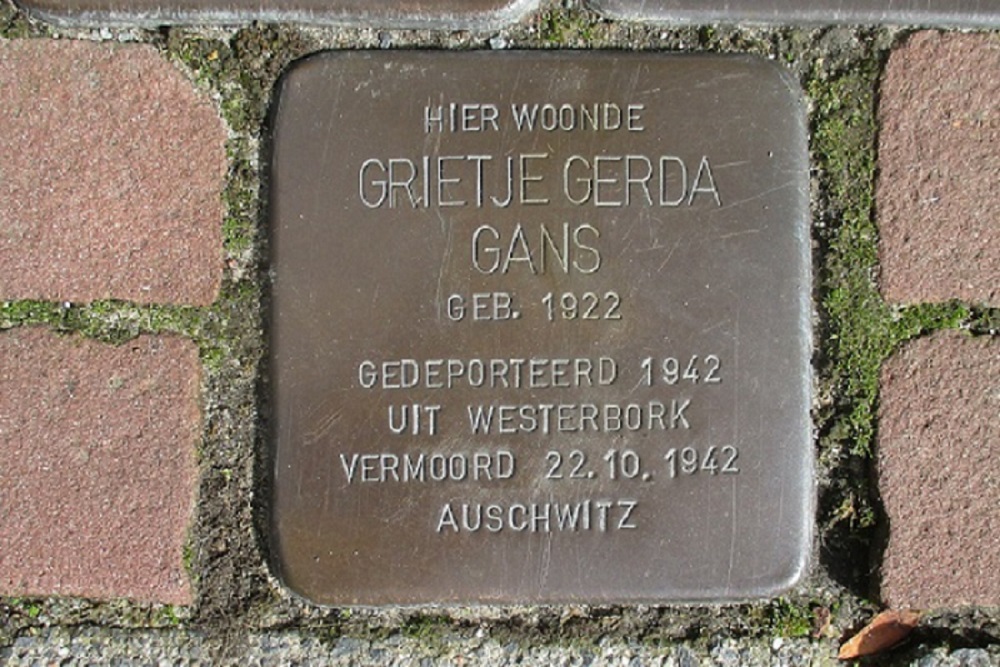 HIER WOONDE
GRIETJE GERDA
GANS
GEB. 1922
GEDEPORTEERD 1942
UIT WESTERBORK
VERMOORD 22.10.1942
AUSCHWITZ